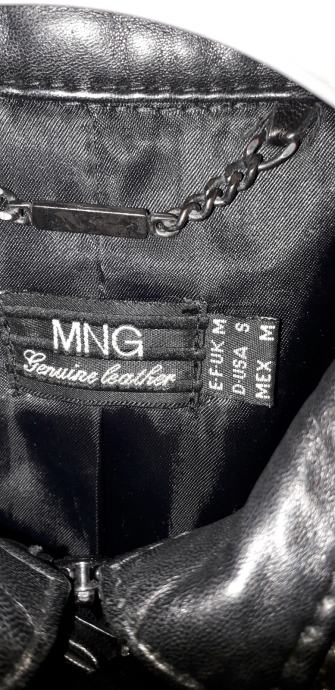 MNG
Genuine leather
E·F·UK M
D·USA S
MEX M